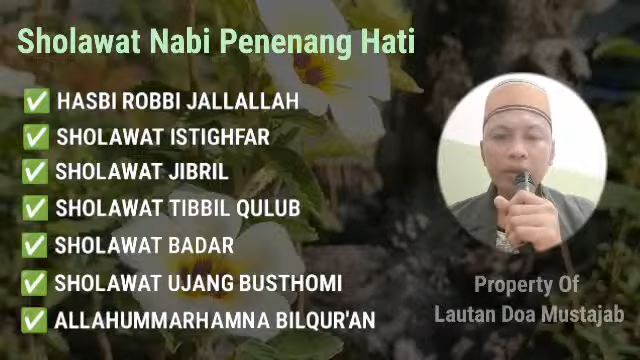 Sholawat Nabi Penenang Hati
✅ HASBI ROBBI JALLALLAH
✅ SHOLAWAT ISTIGHFAR
✅ SHOLAWAT JIBRIL
✅ SHOLAWAT TIBBIL QULUB
✅ SHOLAWAT BADAR
✅ SHOLAWAT UJANG BUSTHOMI
✅ ALLAHUMMARHAMNA BILQUR'AN
Property Of
Lautan Doa Mustajab